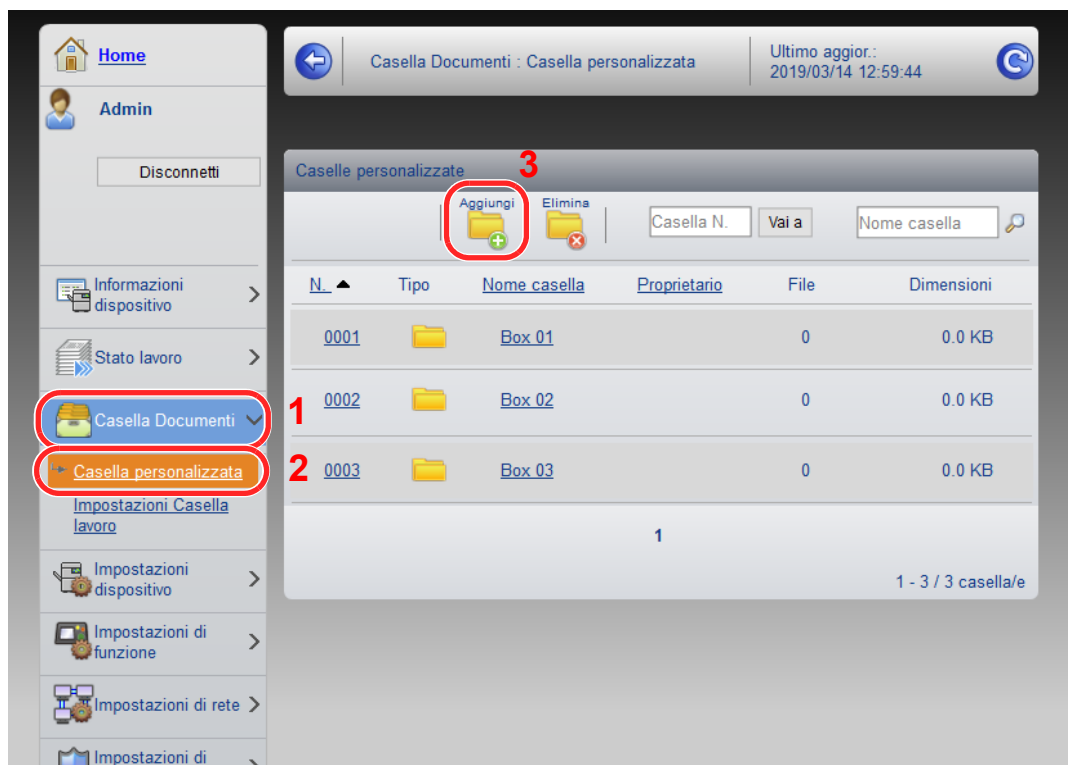 Home
Admin
Disconnetti
Informazioni
dispositivo
Stato lavoro
Casella Documenti
1
Casella personalizzata
2
Impostazioni Casella
lavoro
Impostazioni
dispositivo
Impostazioni di
funzione
Impostazioni di rete
Impostazioni di
Casella Documenti : Casella personalizzata
Ultimo aggior.:
2019/03/14 12:59:44
Caselle personalizzate
3
Aggiungi Elimina
Casella N. Vai a Nome casella
N. Tipo Nome casella Proprietario File Dimensioni
0001 Box 01 0 0.0 KB
0002 Box 02 0 0.0 KB
0003 Box 03 0 0.0 KB
1
1 - 3 / 3 casella/e